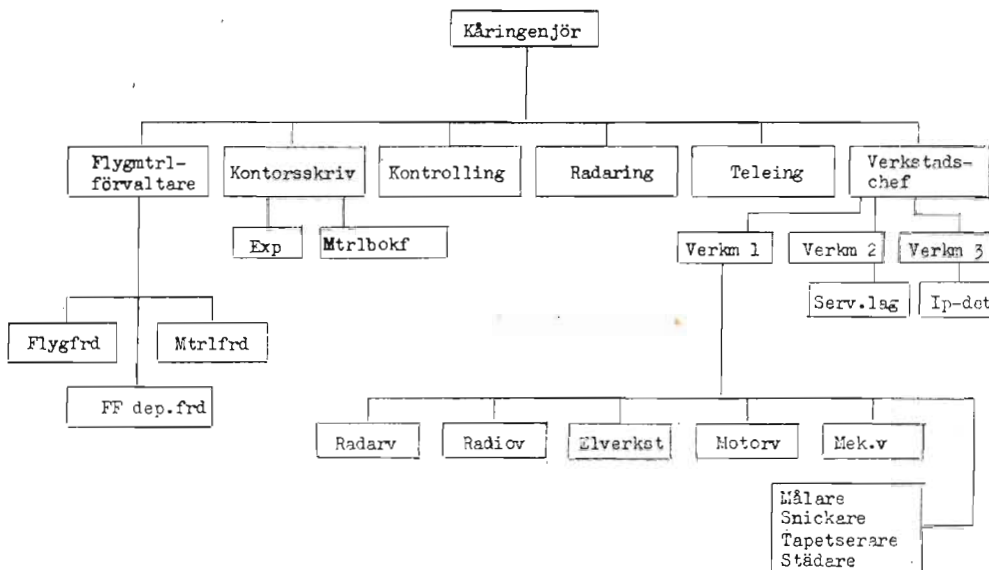 Kåringenjör
Flygmtrl-
förvaltare
Kontorsskriv
Kontrolling
Radaring
Teleing
Verkstads-
chef
Exp
Mtrlbokf
Verkm 1
Verkm 2
Verkm 3
Serv.lag
Ip-det
Flygfrd
Mtrlfrd
FF dep.frd
Radarv
Radiov
Elverkst
Motorv
Mek.v
Målare
Snickare
Tapetserare
Städare